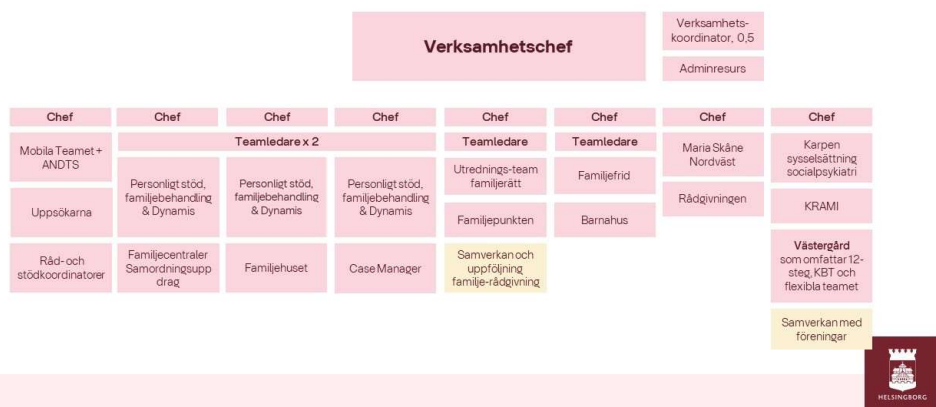 Verksamhetschef
Verksamhets-
koordinator, 0,5
Adminresurs
Chef
Chef
Chef
Chef
Chef
Chef
Chef
Chef
Teamledare x 2
Teamledare
Teamledare
Mobila Teamet +
ANDTS
Uppsökarna
Råd- och
stödkoordinatorer
Personligt stöd,
familjebehandling
& Dynamis
Familjecentraler
Samordningsupp
drag
Personligt stöd,
familjebehandling
& Dynamis
Familjehuset
Personligt stöd,
familjebehandling
& Dynamis
Case Manager
Utrednings-team
familjerätt
Familjepunkten
Samverkan och
uppföljning
familje-rådgivning
Familjefrid
Barnahus
Maria Skåne
Nordväst
Rådgivningen
Karpen
sysselsättning
socialpsykiatri
KRAMI
Västergård
som omfattar 12-
steg, KBT och
flexibla teamet
Samverkan med
föreningar
HELSINGBORG